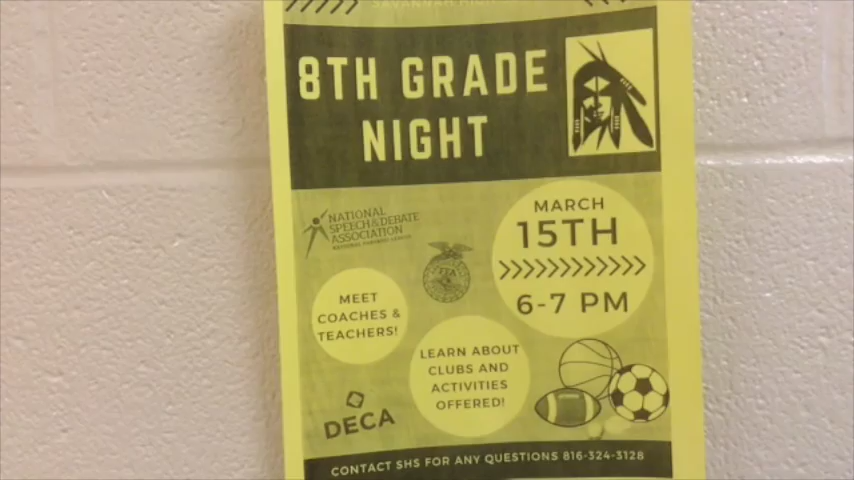 8TH GRADE
NIGHT
NATIONAL
SPEECH & DEBATE
ASSOCIATION
MARCH
15TH
6-7 PM
FFA
MEET
COACHES &
TEACHERS!
LEARN ABOUT
CLUBS AND
ACTIVITIES
OFFERED!
DECA
CONTACT SHS FOR ANY QUESTIONS 816-324-3128